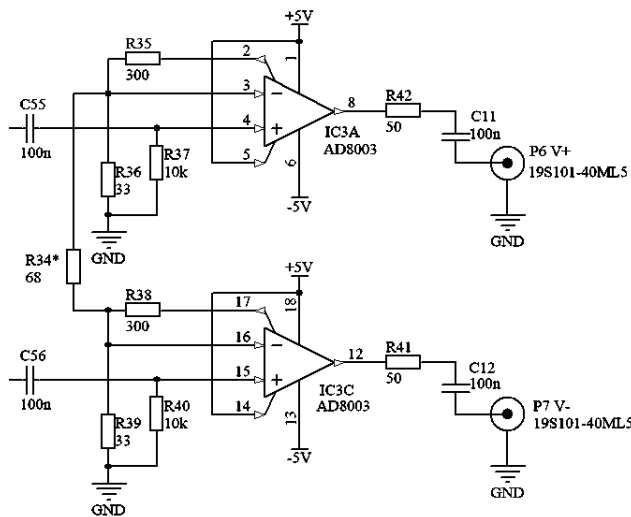 +5V
R35
300
2
1
C55
100n
3
−
4
+
5
8
R42
50
C11
100n
IC3A
AD8003
6
P6 V+
19S101-40ML5
R36
33
R37
10k
-5V
GND
GND
R34*
68
+5V
R38
300
17
18
C56
100n
16
−
15
+
14
12
R41
50
C12
100n
IC3C
AD8003
13
P7 V-
19S101-40ML5
R39
33
R40
10k
-5V
GND
GND